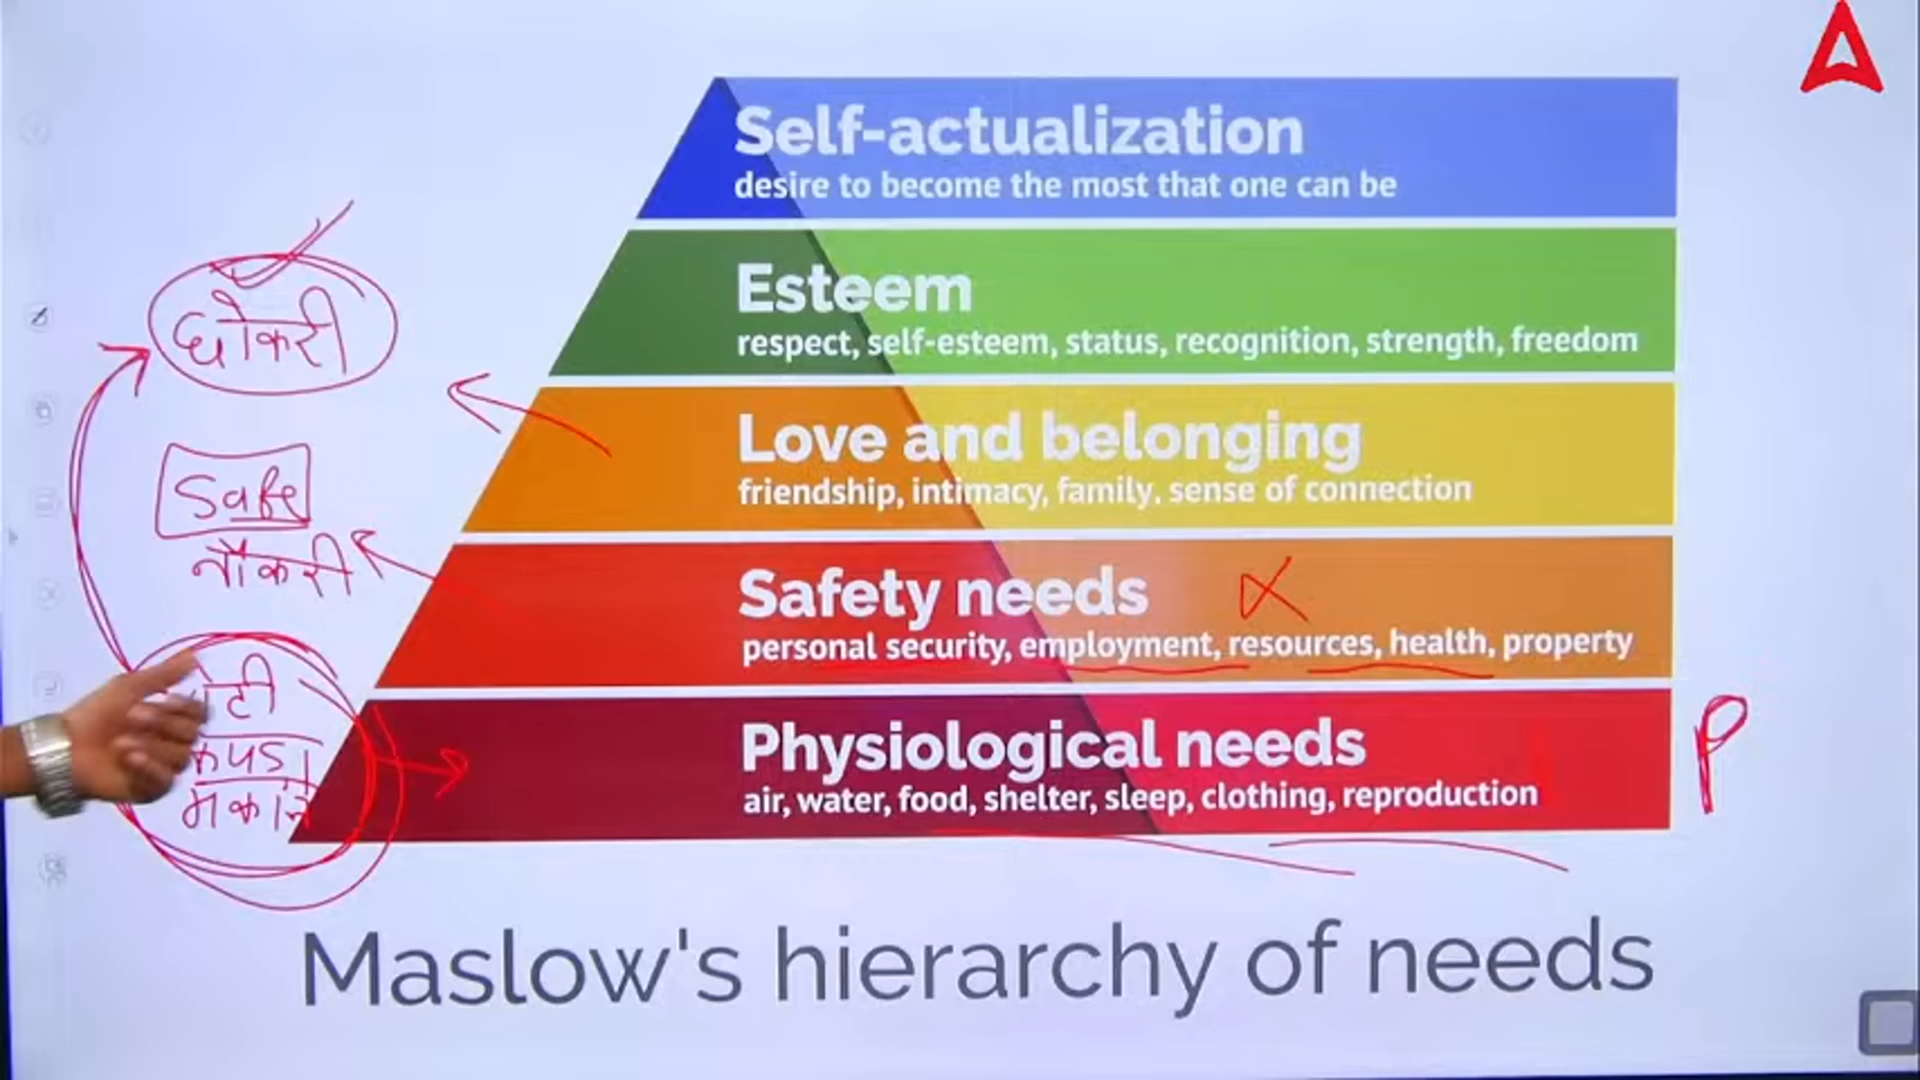 Self-actualization
desire to become the most that one can be
Esteem
respect, self-esteem, status, recognition, strength, freedom
छोकरी
Love and belonging
friendship, intimacy, family, sense of connection
Safe
नौकरी
Safety needs
personal security, employment, resources, health, property
कपड़ा
मकान
Physiological needs
air, water, food, shelter, sleep, clothing, reproduction
P
Maslow's hierarchy of needs